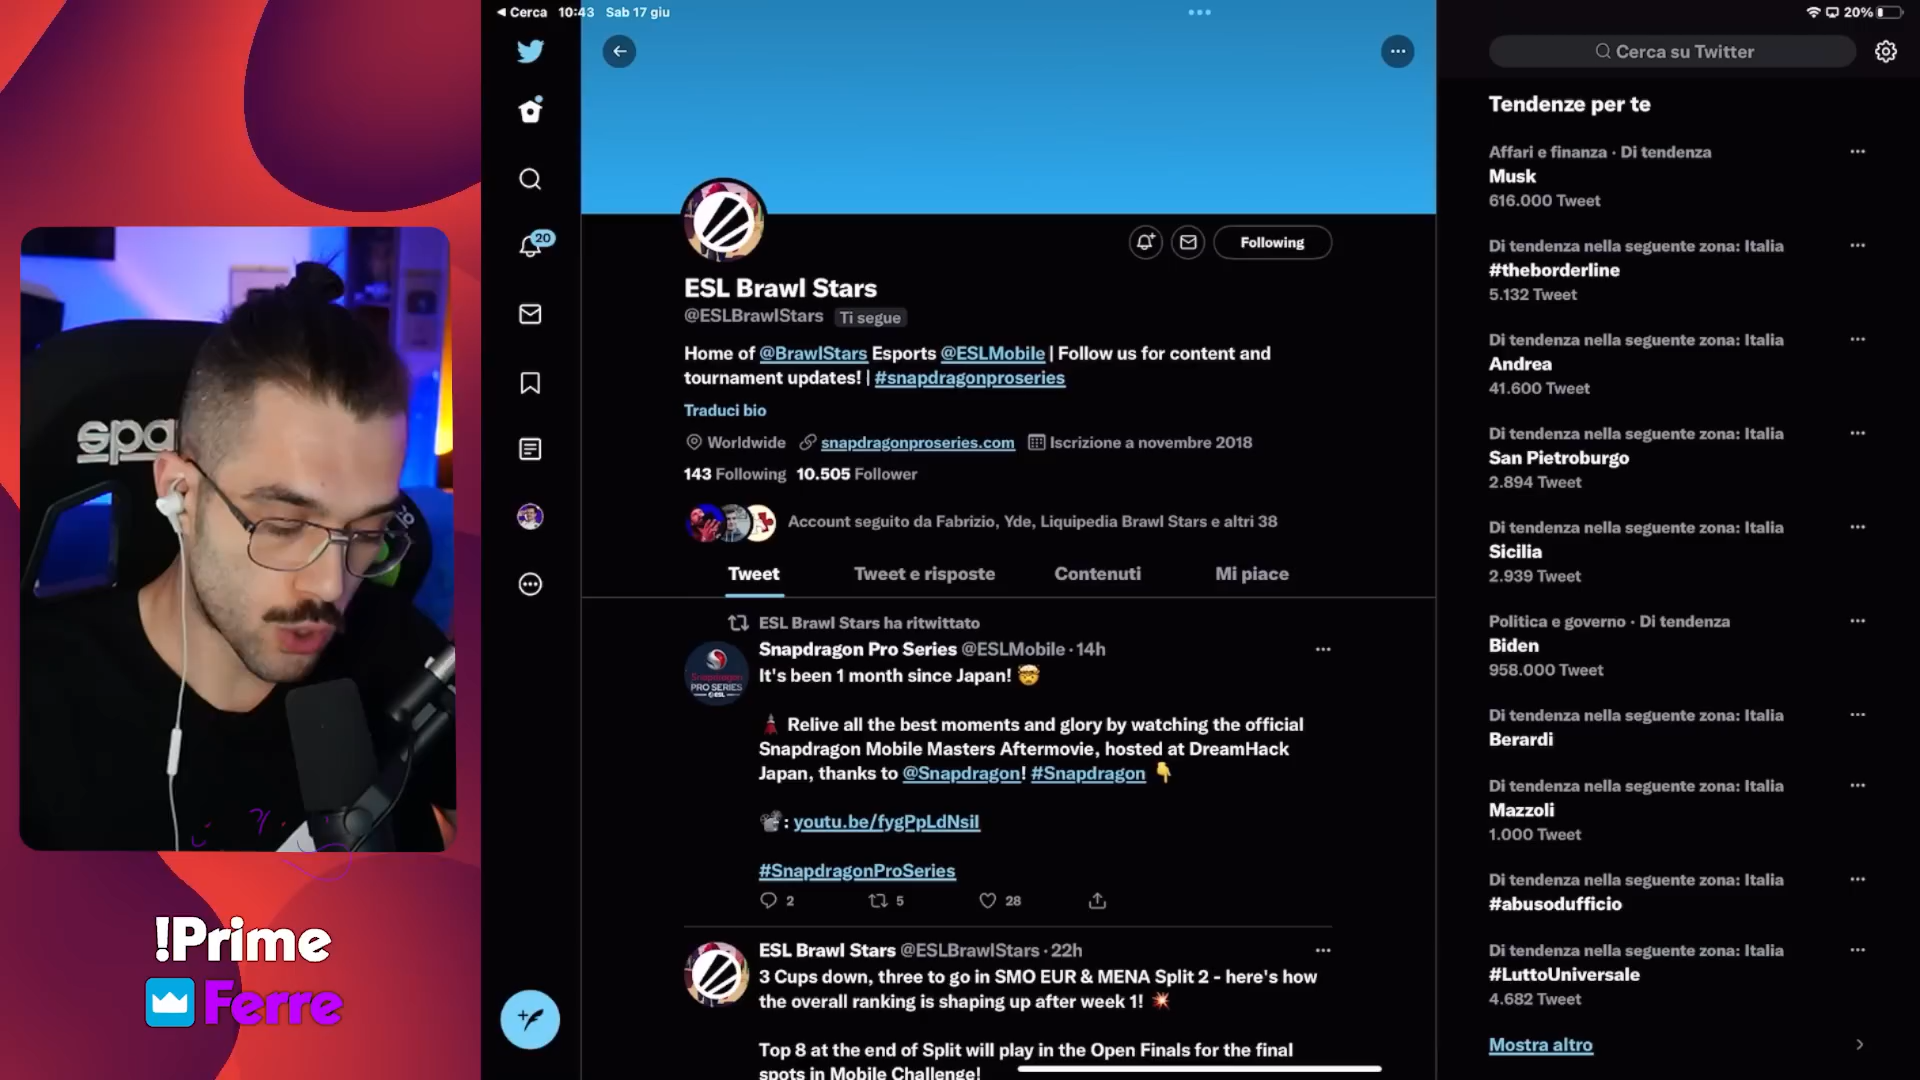 Cerca 10:43 Sab 17 giu
20%
Cerca su Twitter
20
Following
ESL Brawl Stars
@ESLBrawlStars Ti segue
Home of @BrawlStars Esports @ESLMobile | Follow us for content and
tournament updates! | #snapdragonproseries
Traduci bio
Worldwide snapdragonproseries.com Iscrizione a novembre 2018
143 Following 10.505 Follower
Account seguito da Fabrizio, Yde, Liquipedia Brawl Stars e altri 38
Tweet Tweet e risposte Contenuti Mi piace
ESL Brawl Stars ha ritwittato
Snapdragon Pro Series @ESLMobile · 14h
It's been 1 month since Japan! 🤯
🗼 Relive all the best moments and glory by watching the official
Snapdragon Mobile Masters Aftermovie, hosted at DreamHack
Japan, thanks to @Snapdragon! #Snapdragon 👇
📽: youtu.be/fygPpLdNsiI
#SnapdragonProSeries
2 5 28
Snapdragon
PRO SERIES
ESL
ESL Brawl Stars @ESLBrawlStars · 22h
3 Cups down, three to go in SMO EUR & MENA Split 2 - here's how
the overall ranking is shaping up after week 1! 💥
Top 8 at the end of Split will play in the Open Finals for the final
spots in Mobile Challenge!
Tendenze per te
Affari e finanza · Di tendenza
Musk
616.000 Tweet
Di tendenza nella seguente zona: Italia
#theborderline
5.132 Tweet
Di tendenza nella seguente zona: Italia
Andrea
41.600 Tweet
Di tendenza nella seguente zona: Italia
San Pietroburgo
2.894 Tweet
Di tendenza nella seguente zona: Italia
Sicilia
2.939 Tweet
Politica e governo · Di tendenza
Biden
958.000 Tweet
Di tendenza nella seguente zona: Italia
Berardi
Di tendenza nella seguente zona: Italia
Mazzoli
1.000 Tweet
Di tendenza nella seguente zona: Italia
#abusodufficio
Di tendenza nella seguente zona: Italia
#LuttoUniversale
4.682 Tweet
Mostra altro
!Prime
Ferre